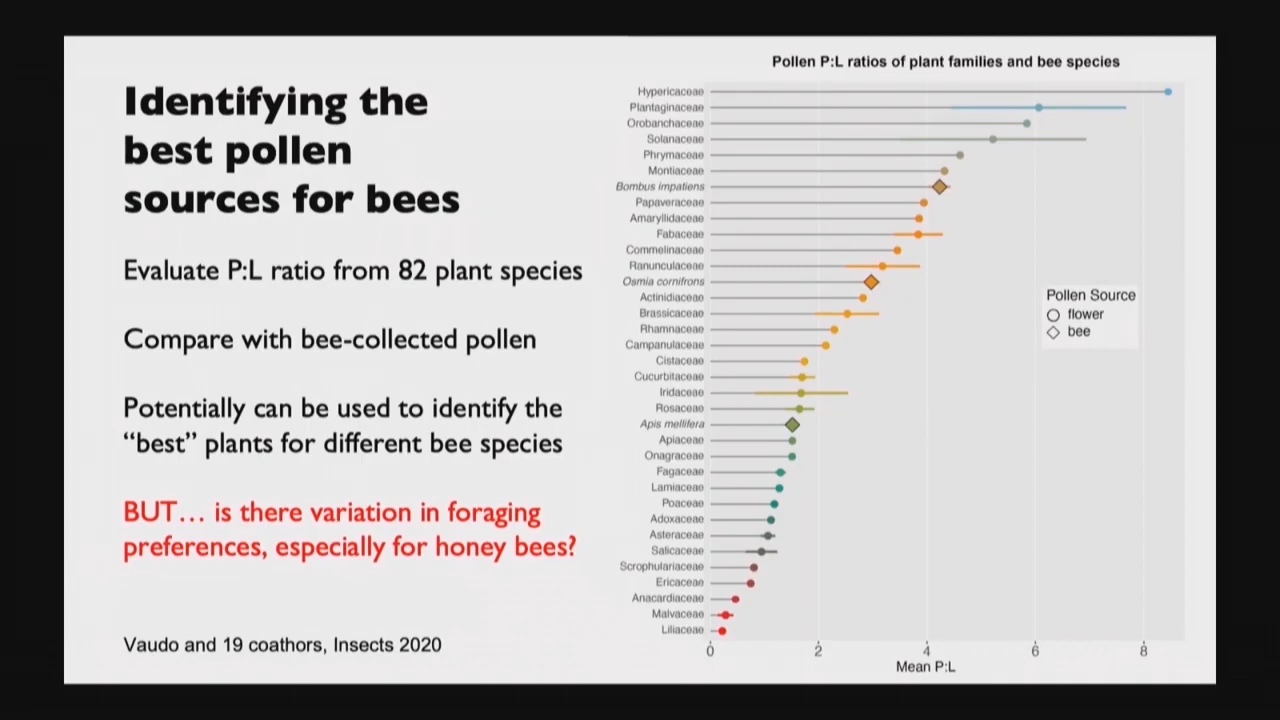 Identifying the
best pollen
sources for bees
Evaluate P:L ratio from 82 plant species
Compare with bee-collected pollen
Potentially can be used to identify the
“best” plants for different bee species
BUT… is there variation in foraging
preferences, especially for honey bees?
Vaudo and 19 coathors, Insects 2020
Pollen P:L ratios of plant families and bee species
Hypericaceae
Plantaginaceae
Orobanchaceae
Solanaceae
Phrymaceae
Montiaceae
Bombus impatiens
Papaveraceae
Amaryllidaceae
Fabaceae
Commelinaceae
Ranunculaceae
Osmia cornifrons
Actinidiaceae
Brassicaceae
Rhamnaceae
Campanulaceae
Cistaceae
Cucurbitaceae
Iridaceae
Rosaceae
Apis mellifera
Apiaceae
Onagraceae
Fagaceae
Lamiaceae
Poaceae
Adoxaceae
Asteraceae
Salicaceae
Scrophulariaceae
Ericaceae
Anacardiaceae
Malvaceae
Liliaceae
0 2 4 6 8
Mean P:L
Pollen Source
flower
bee